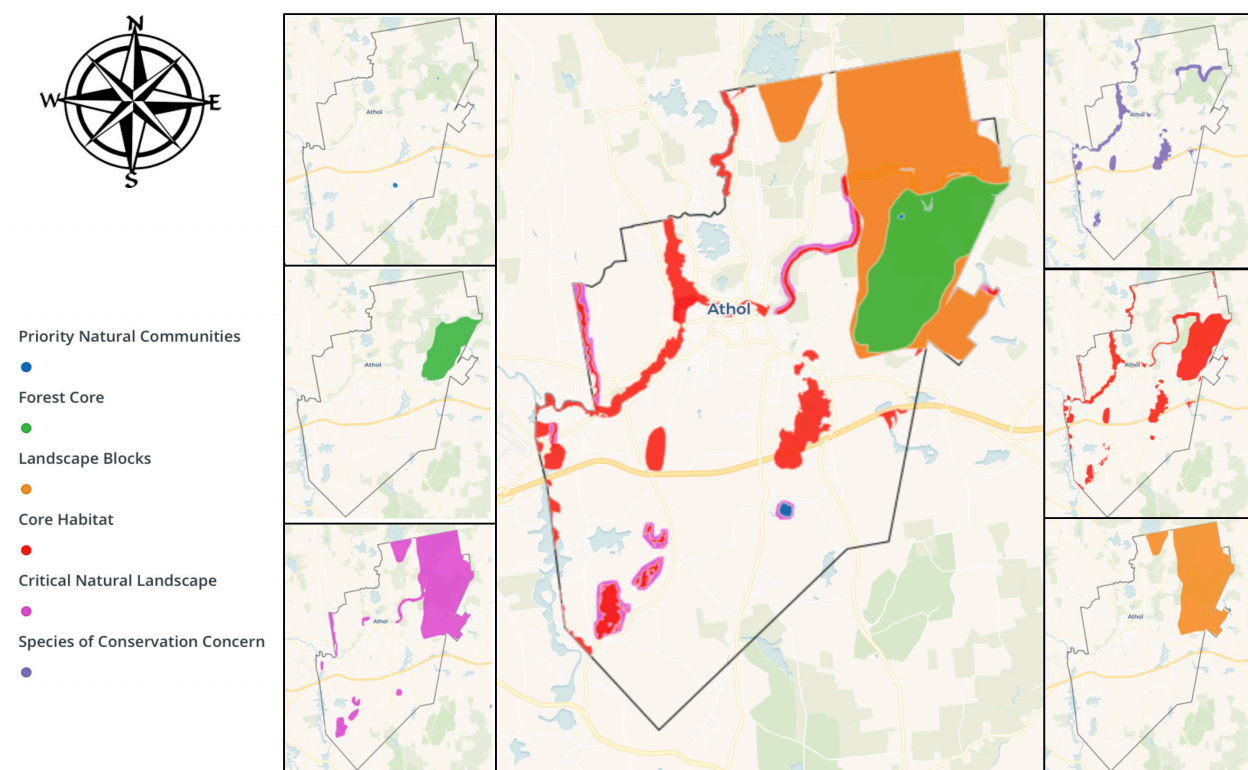 N
W E
S
Priority Natural Communities
Forest Core
Landscape Blocks
Core Habitat
Critical Natural Landscape
Species of Conservation Concern
Athol
Athol
Athol
Athol
Athol
Athol
Athol